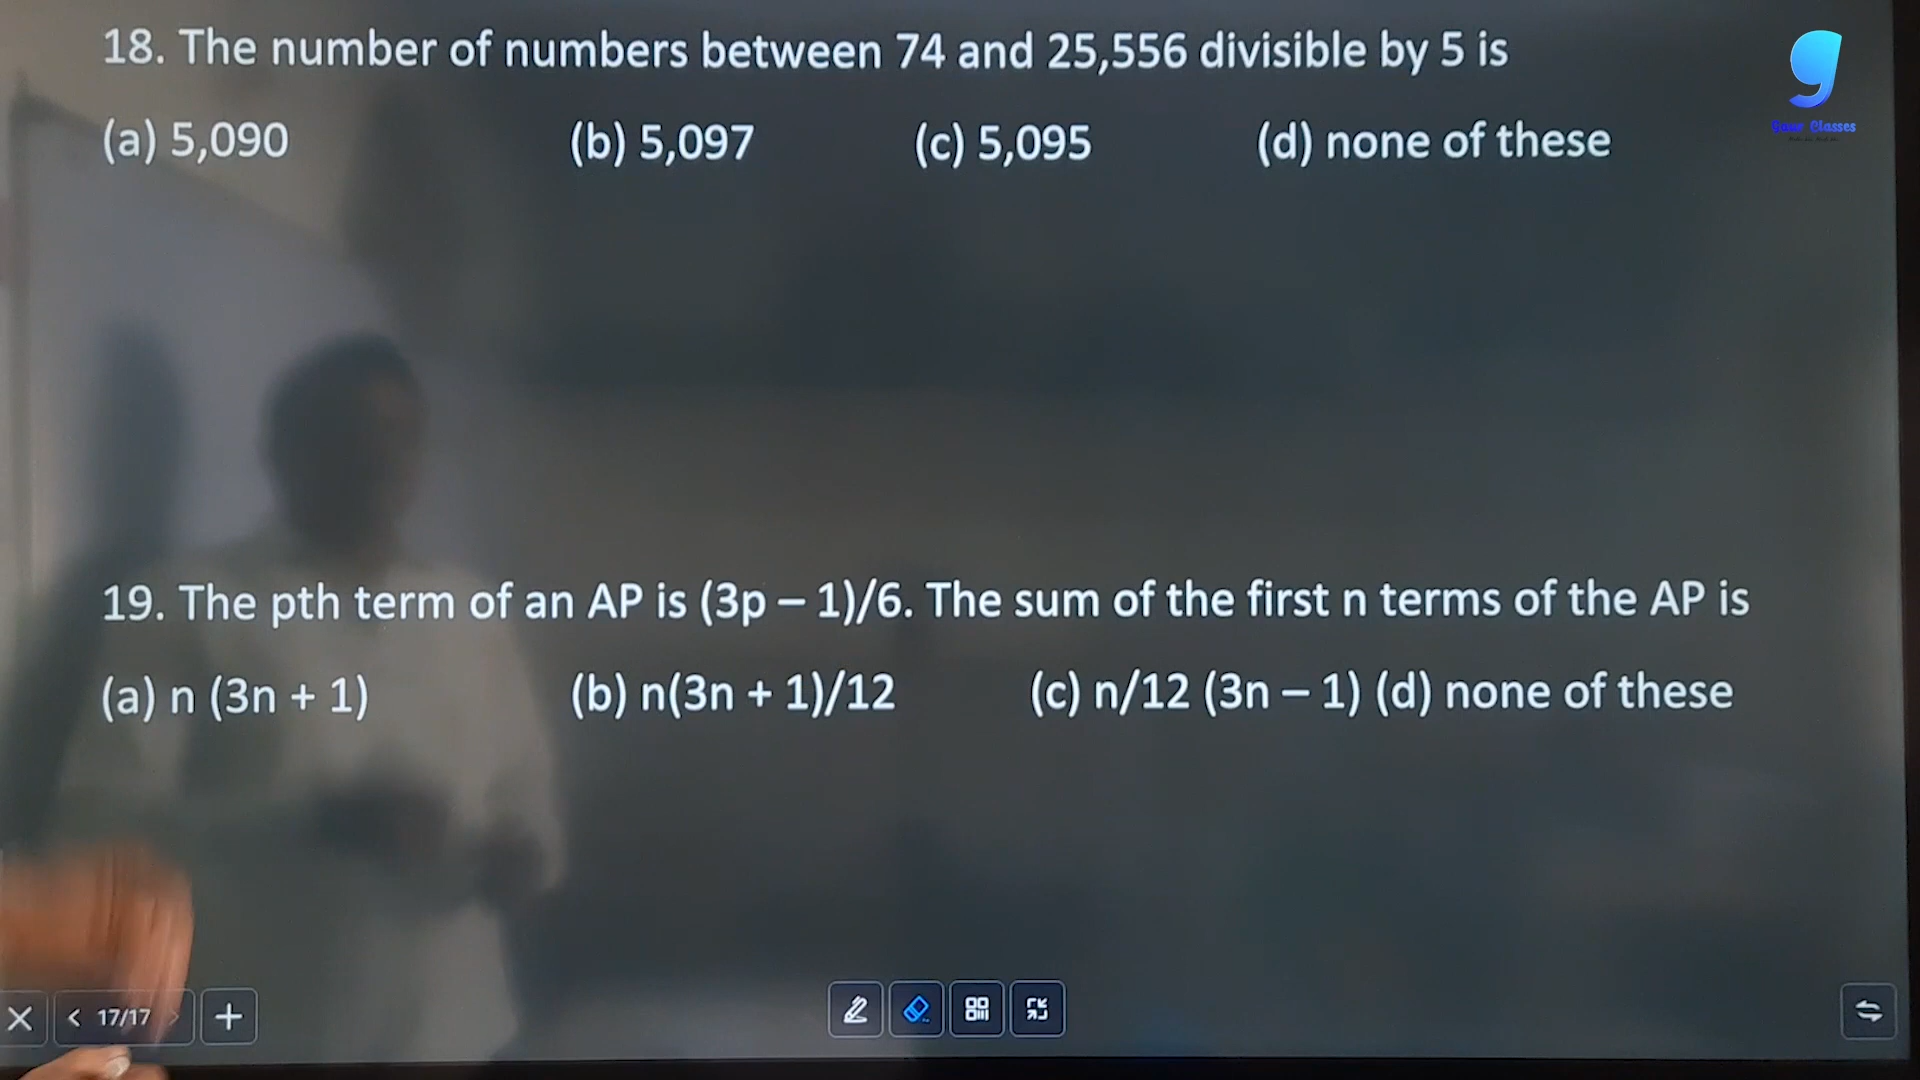 18. The number of numbers between 74 and 25,556 divisible by 5 is
(a) 5,090 (b) 5,097 (c) 5,095 (d) none of these
Gaur Classes
19. The pth term of an AP is (3p – 1)/6. The sum of the first n terms of the AP is
(a) n (3n + 1) (b) n(3n + 1)/12 (c) n/12 (3n – 1) (d) none of these
17/17